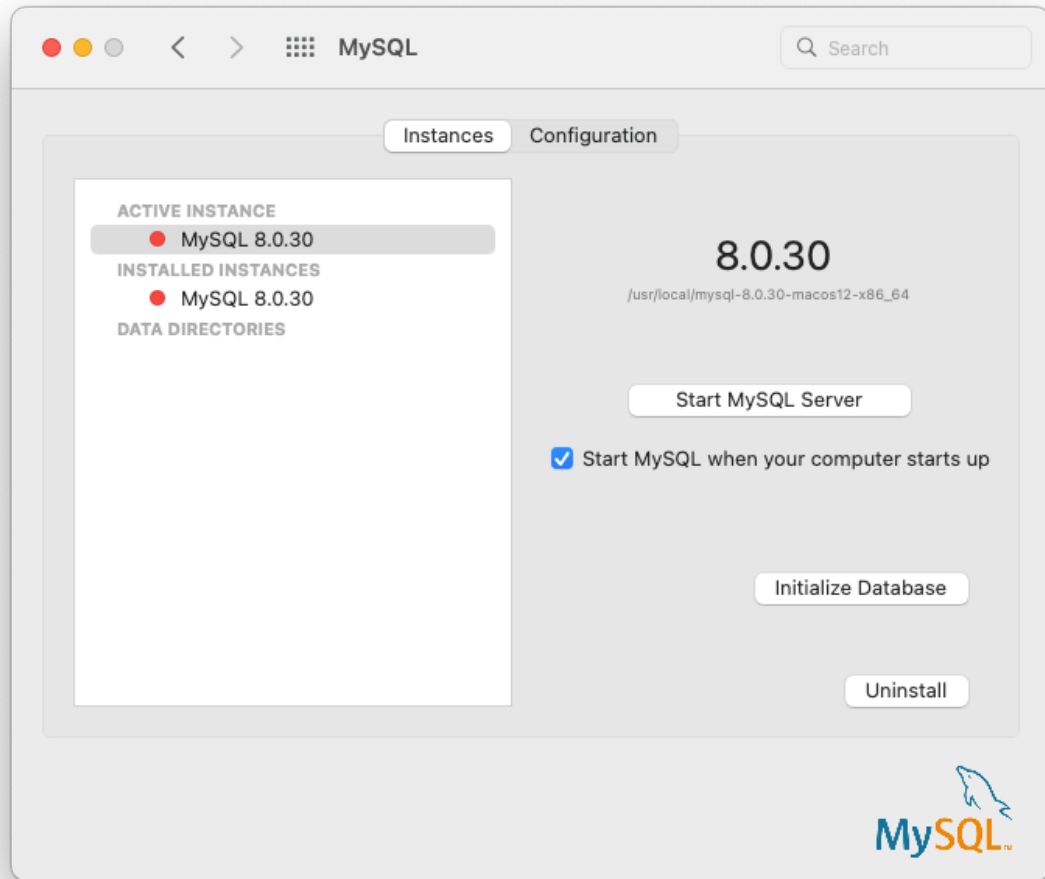 MySQL
Search
Instances
Configuration
ACTIVE INSTANCE
MySQL 8.0.30
INSTALLED INSTANCES
MySQL 8.0.30
DATA DIRECTORIES
8.0.30
/usr/local/mysql-8.0.30-macos12-x86_64
Start MySQL Server
Start MySQL when your computer starts up
Initialize Database
Uninstall
MySQL™